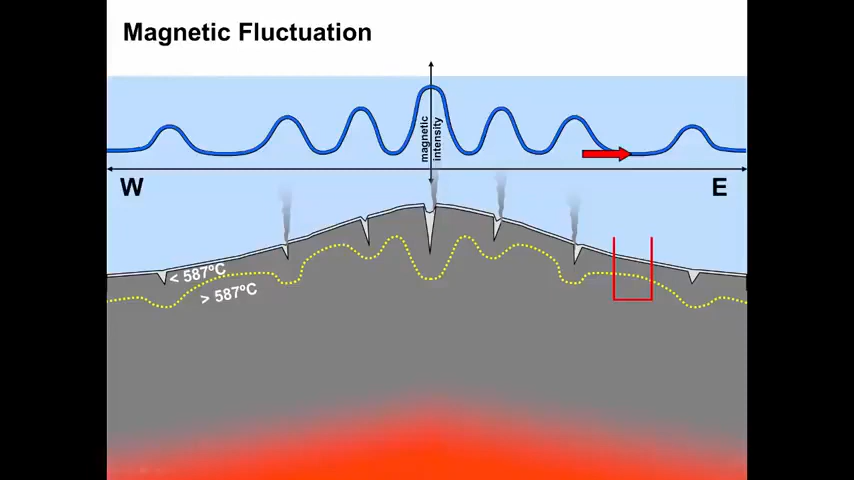 Magnetic Fluctuation
magnetic
intensity
W
E
< 587ºC
> 587ºC